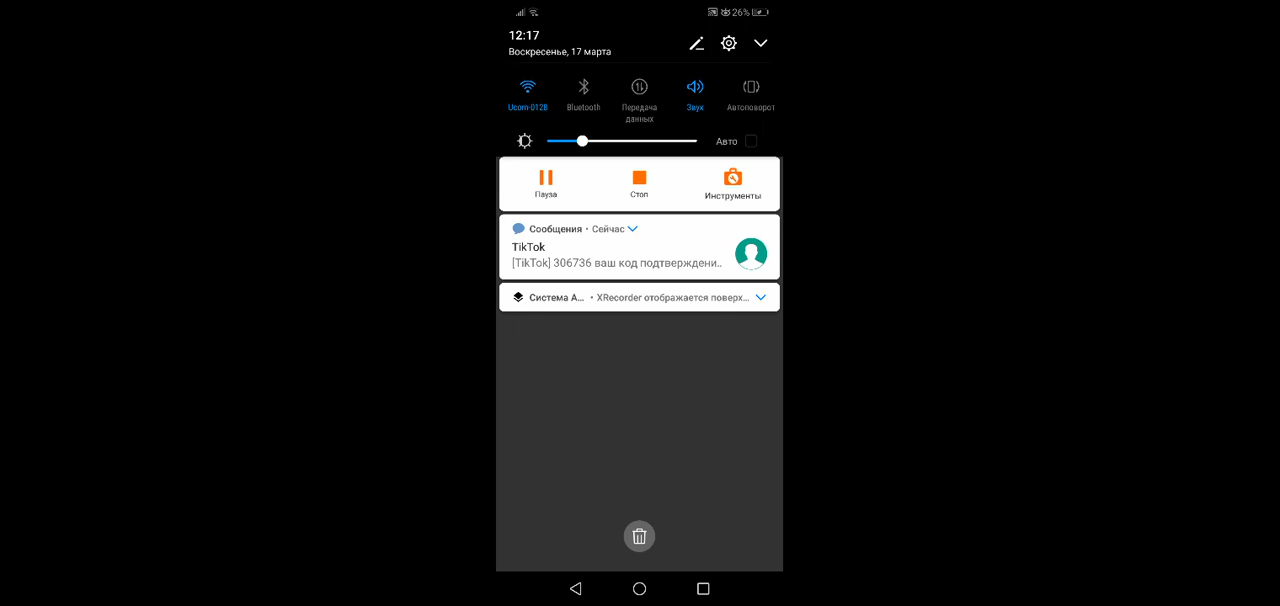 26%
12:17
Воскресенье, 17 марта
Ucom-0128
Bluetooth
Передача
данных
Звук
Автоповорот
Авто
Пауза
Стоп
Инструменты
Сообщения • Сейчас
TikTok
[TikTok] 306736 ваш код подтверждени..
Система А... • XRecorder отображается поверх...